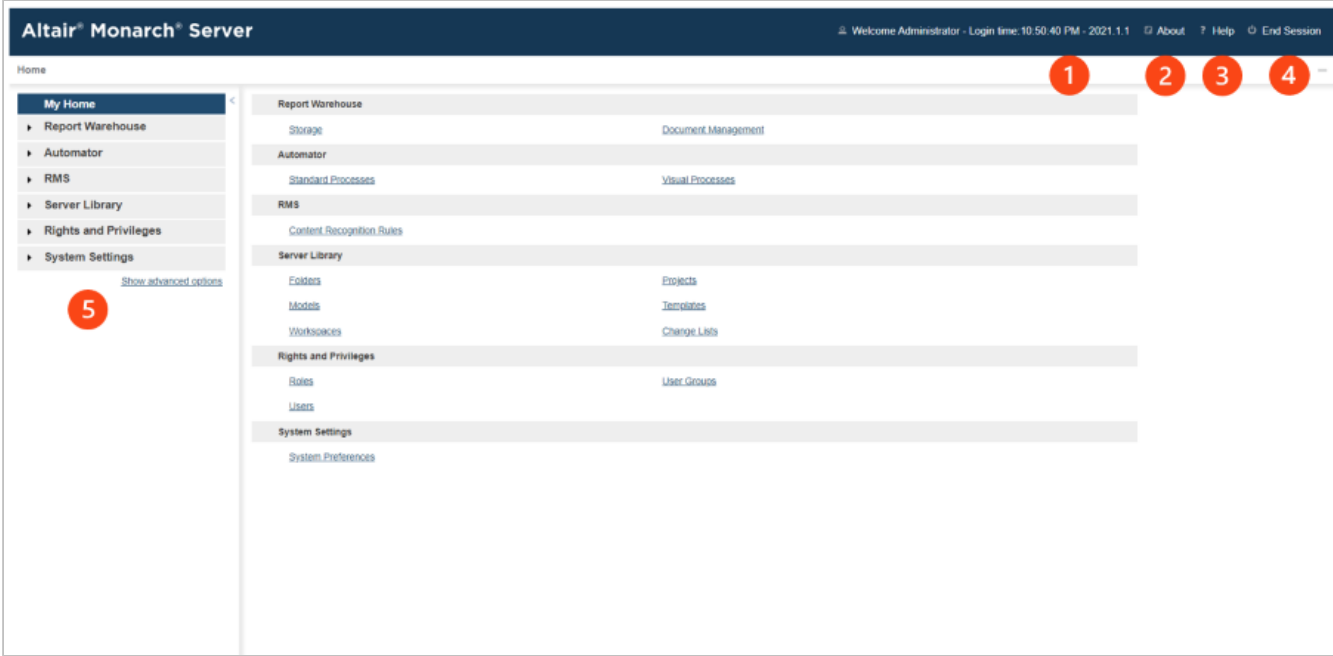 Altair® Monarch® Server
Welcome Administrator - Login time:10:50:40 PM - 2021.1.1 About ? Help End Session
Home
1 2 3 4
My Home
Report Warehouse
Automator
RMS
Server Library
Rights and Privileges
System Settings
Show advanced options
5
Report Warehouse
Storage Document Management
Automator
Standard Processes Visual Processes
RMS
Content Recognition Rules
Server Library
Folders Projects
Models Templates
Workspaces Change Lists
Rights and Privileges
Roles User Groups
Users
System Settings
System Preferences